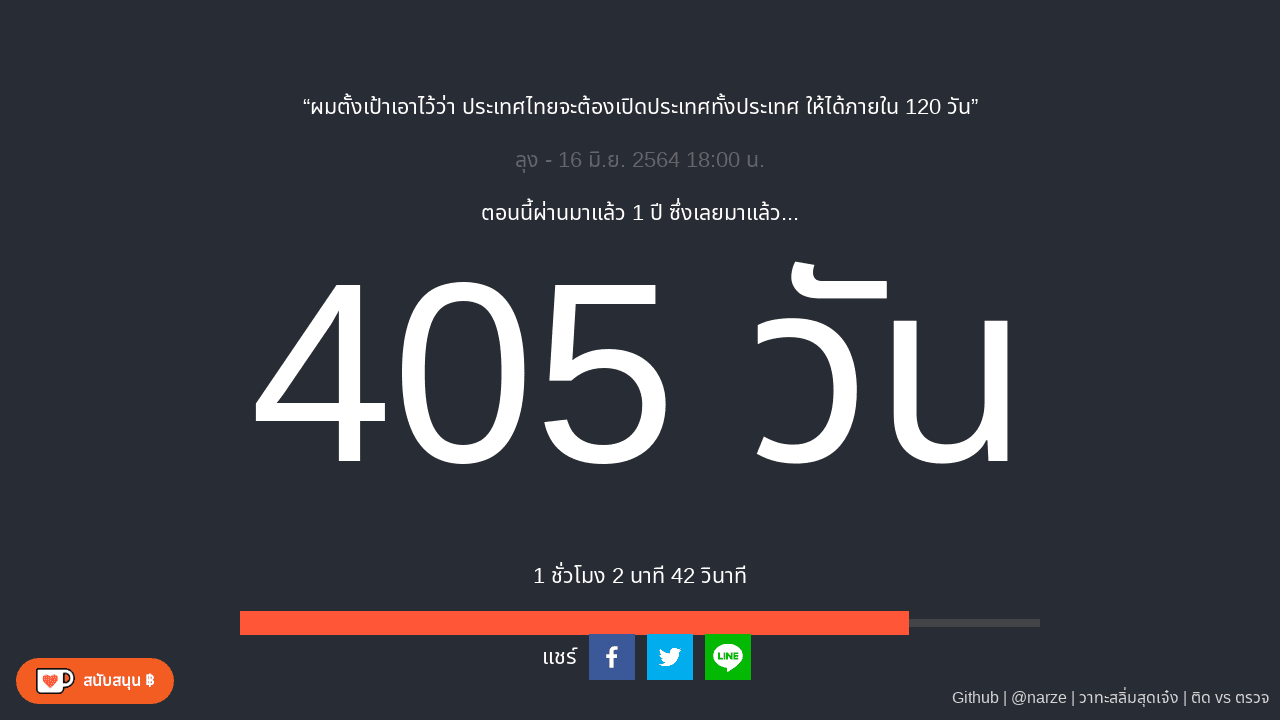 “ผมตั้งเป้าเอาไว้ว่า ประเทศไทยจะต้องเปิดประเทศทั้งประเทศ ให้ได้ภายใน 120 วัน”
ลุง - 16 มิ.ย. 2564 18:00 น.
ตอนนี้ผ่านมาแล้ว 1 ปี ซึ่งเลยมาแล้ว...
405 วัน
1 ชั่วโมง 2 นาที 42 วินาที
แชร์
LINE
สนับสนุน ฿
Github | @narze | วาทะสลิ่มสุดเจ๋ง | ติด vs ตรวจ